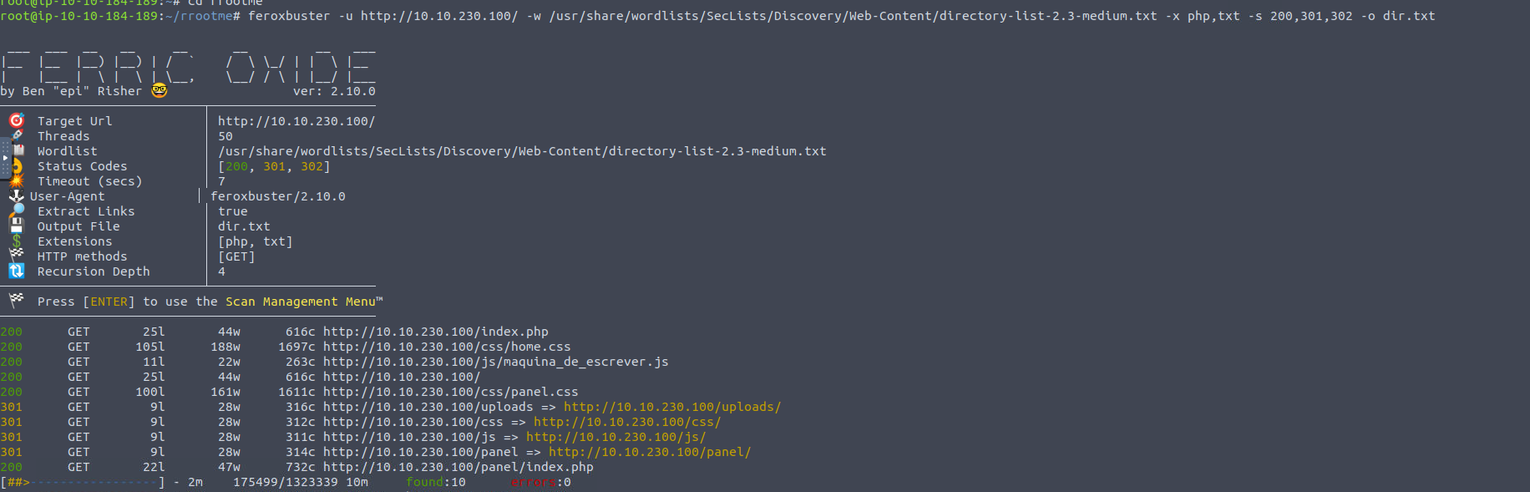 root@ip-10-10-184-189:~# cd rrootme
root@ip-10-10-184-189:~/rrootme# feroxbuster -u http://10.10.230.100/ -w /usr/share/wordlists/SecLists/Discovery/Web-Content/directory-list-2.3-medium.txt -x php,txt -s 200,301,302 -o dir.txt
FERRIC OXIDE
by Ben "epi" Risher 🤓 ver: 2.10.0
🎯 Target Url │ http://10.10.230.100/
🚀 Threads │ 50
📖 Wordlist │ /usr/share/wordlists/SecLists/Discovery/Web-Content/directory-list-2.3-medium.txt
👌 Status Codes │ [200, 301, 302]
💥 Timeout (secs) │ 7
🕹 User-Agent │ feroxbuster/2.10.0
🔎 Extract Links │ true
💾 Output File │ dir.txt
💲 Extensions │ [php, txt]
🏁 HTTP methods │ [GET]
🔃 Recursion Depth │ 4
🏁 Press [ENTER] to use the Scan Management Menu™
200 GET 25l 44w 616c http://10.10.230.100/index.php
200 GET 105l 188w 1697c http://10.10.230.100/css/home.css
200 GET 11l 22w 263c http://10.10.230.100/js/maquina_de_escrever.js
200 GET 25l 44w 616c http://10.10.230.100/
200 GET 100l 161w 1611c http://10.10.230.100/css/panel.css
301 GET 9l 28w 316c http://10.10.230.100/uploads => http://10.10.230.100/uploads/
301 GET 9l 28w 312c http://10.10.230.100/css => http://10.10.230.100/css/
301 GET 9l 28w 311c http://10.10.230.100/js => http://10.10.230.100/js/
301 GET 9l 28w 314c http://10.10.230.100/panel => http://10.10.230.100/panel/
200 GET 22l 47w 732c http://10.10.230.100/panel/index.php
[##>-----------------] - 2m 175499/1323339 10m found:10 errors:0